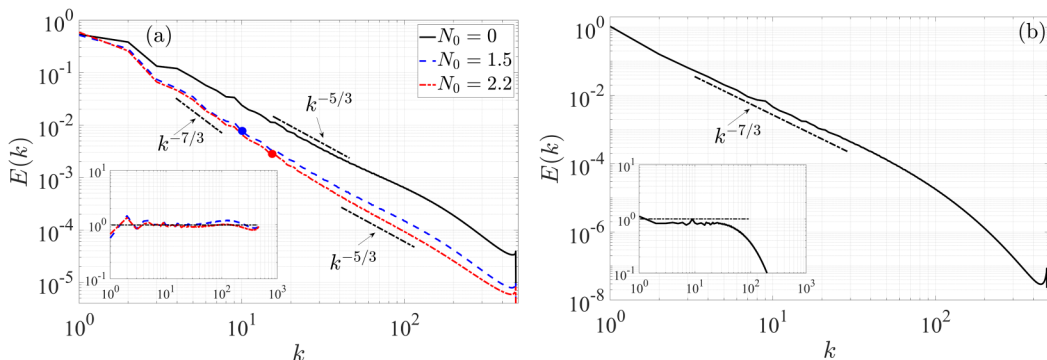 (a)
N₀ = 0
N₀ = 1.5
N₀ = 2.2
k^{-5/3}
k^{-7/3}
k^{-5/3}
E(k)
10^0
10^{-1}
10^{-2}
10^{-3}
10^{-4}
10^{-5}
10^1
10^0
10^{-1}
10^0 10^1 10^2 10^3
10^0 10^1 10^2
k
(b)
k^{-7/3}
E(k)
10^2
10^0
10^{-2}
10^{-4}
10^{-6}
10^{-8}
10^1
10^0
10^{-1}
10^0 10^1 10^2 10^3
10^0 10^1 10^2
k